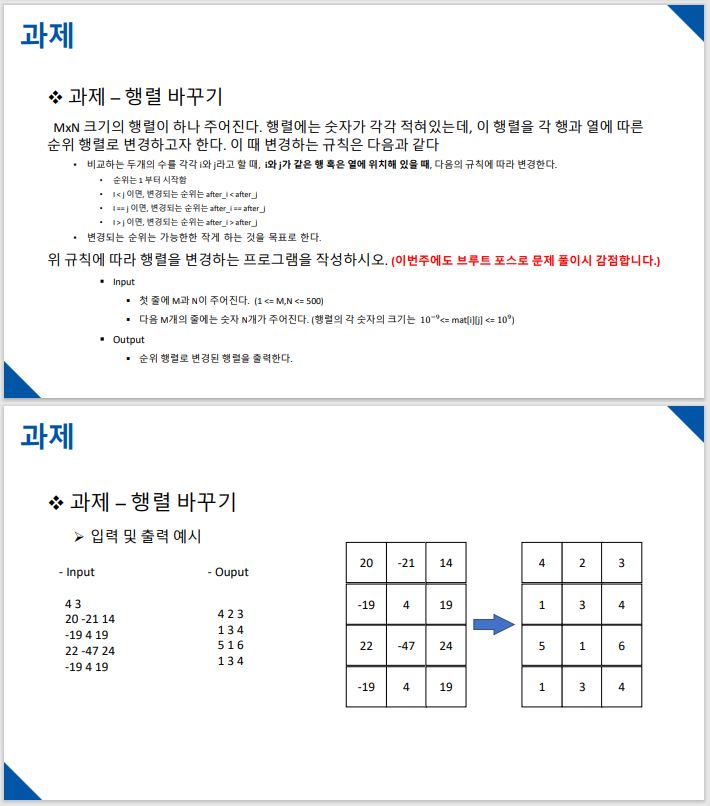 과제
❖ 과제 – 행렬 바꾸기
MxN 크기의 행렬이 하나 주어진다. 행렬에는 숫자가 각각 적혀있는데, 이 행렬을 각 행과 열에 따른
순위 행렬로 변경하고자 한다. 이 때 변경하는 규칙은 다음과 같다
• 비교하는 두개의 수를 각각 i와 j라고 할 때, i와 j가 같은 행 혹은 열에 위치해 있을 때, 다음의 규칙에 따라 변경한다.
• 순위는 1 부터 시작함
• I < j 이면, 변경되는 순위는 after_i < after_j
• I == j 이면, 변경되는 순위는 after_i == after_j
• I > j 이면, 변경되는 순위는 after_i > after_j
• 변경되는 순위는 가능한한 작게 하는 것을 목표로 한다.
위 규칙에 따라 행렬을 변경하는 프로그램을 작성하시오. (이번주에도 브루트 포스로 문제 풀이시 감점합니다.)
▪ Input
▪ 첫 줄에 M과 N이 주어진다. (1 <= M,N <= 500)
▪ 다음 M개의 줄에는 숫자 N개가 주어진다. (행렬의 각 숫자의 크기는 10⁻⁹<= mat[i][j] <= 10⁹)
▪ Output
▪ 순위 행렬로 변경된 행렬을 출력한다.
과제
❖ 과제 – 행렬 바꾸기
➢ 입력 및 출력 예시
- Input
4 3
20 -21 14
-19 4 19
22 -47 24
-19 4 19
- Ouput
4 2 3
1 3 4
5 1 6
1 3 4
20 -21 14
-19 4 19
22 -47 24
-19 4 19
4 2 3
1 3 4
5 1 6
1 3 4